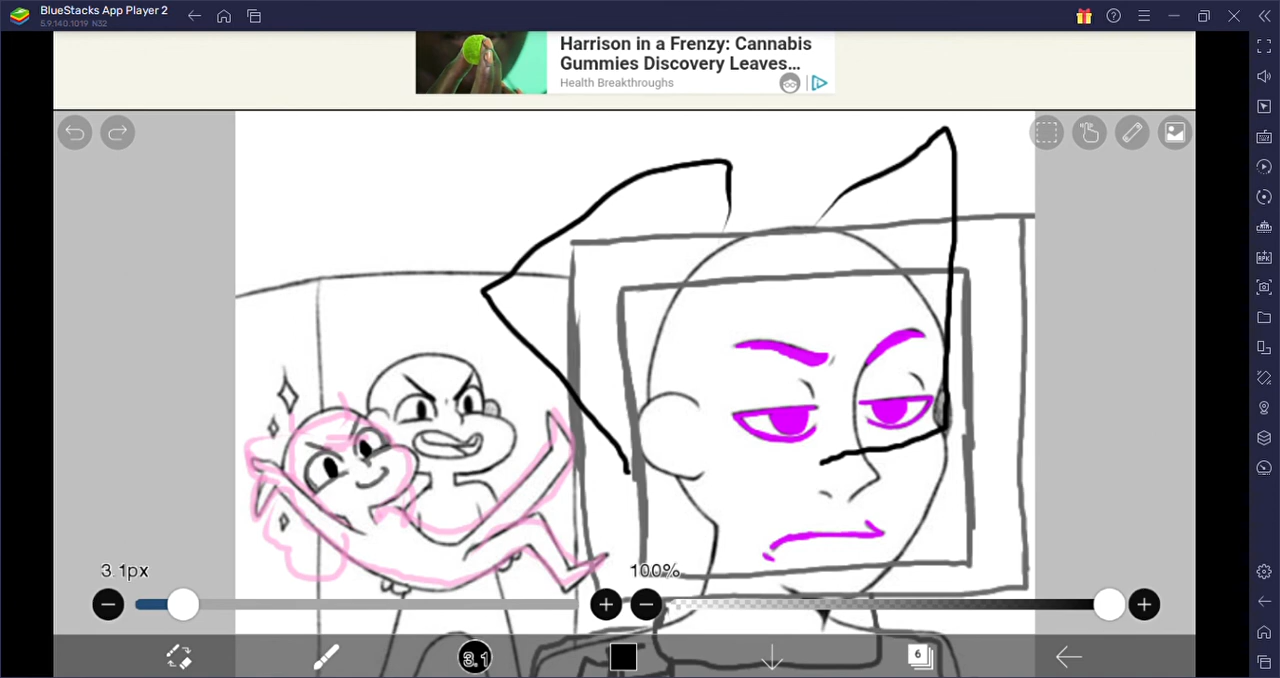 BlueStacks App Player 2
5.9.140.1019 N32
Harrison in a Frenzy: Cannabis
Gummies Discovery Leaves...
Health Breakthroughs
3.1px
100%
3.1
6